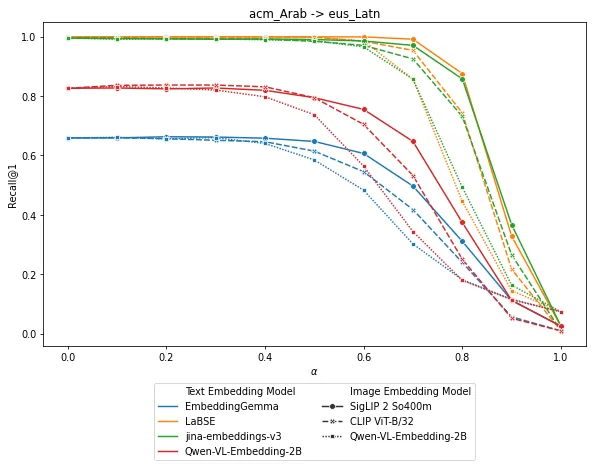 acm_Arab -> eus_Latn
Recall@1
1.0
0.8
0.6
0.4
0.2
0.0
0.0 0.2 0.4 0.6 0.8 1.0
α
Text Embedding Model
EmbeddingGemma
LaBSE
jina-embeddings-v3
Qwen-VL-Embedding-2B
Image Embedding Model
SigLIP 2 So400m
CLIP ViT-B/32
Qwen-VL-Embedding-2B